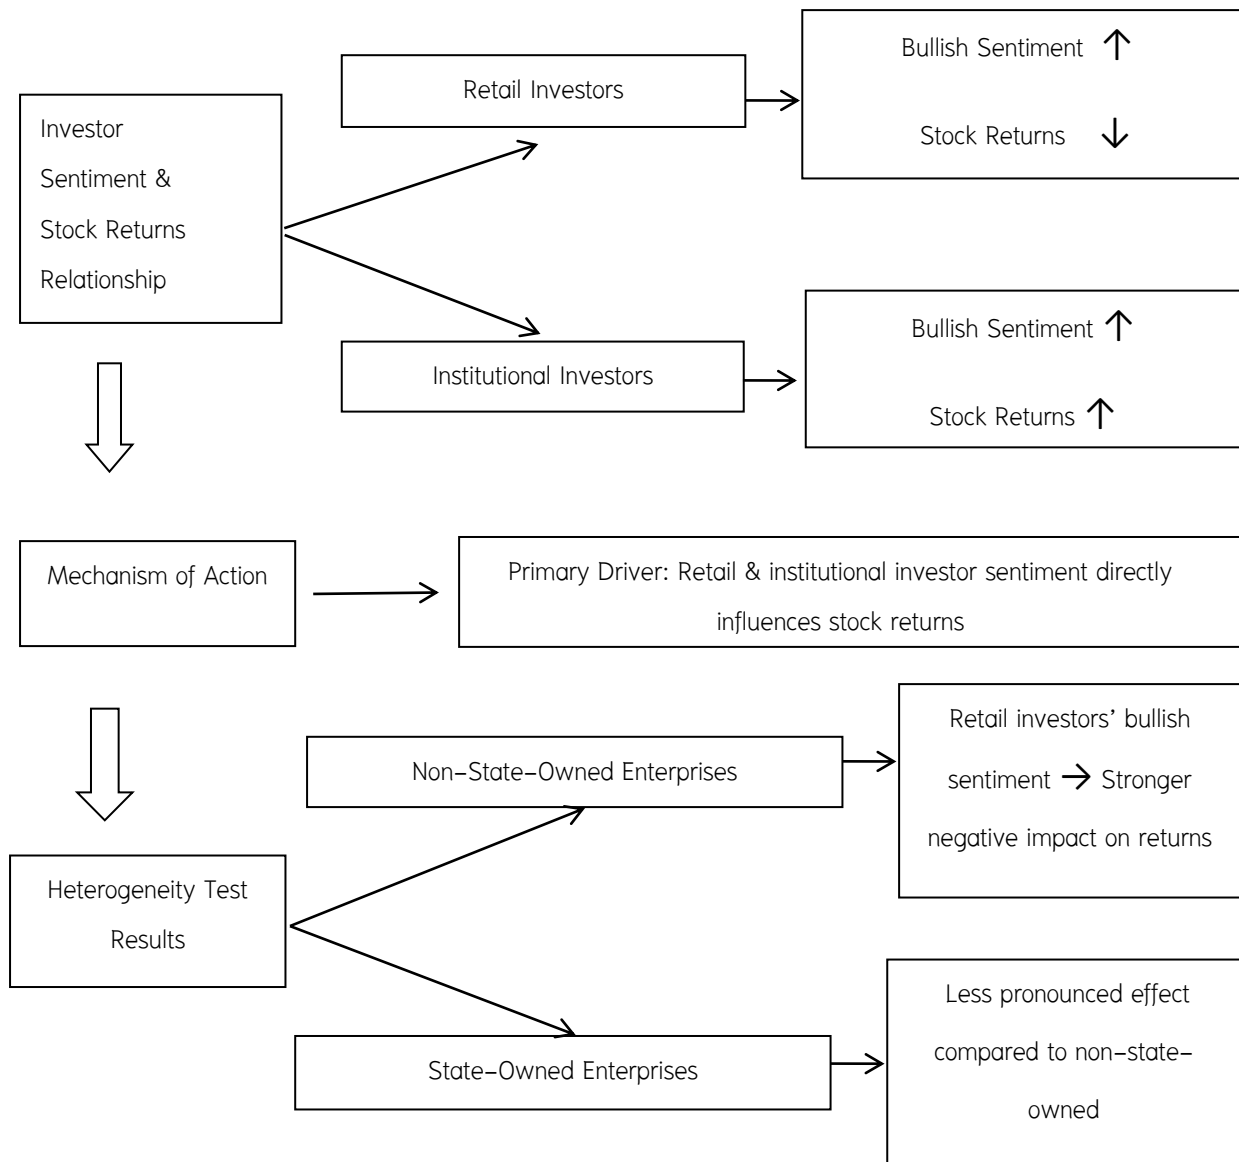 Investor
Sentiment &
Stock Returns
Relationship
Retail Investors
Bullish Sentiment ↑
Stock Returns ↓
Institutional Investors
Bullish Sentiment ↑
Stock Returns ↑
Mechanism of Action
Primary Driver: Retail & institutional investor sentiment directly
influences stock returns
Heterogeneity Test
Results
Non-State-Owned Enterprises
Retail investors’ bullish
sentiment → Stronger
negative impact on returns
State-Owned Enterprises
Less pronounced effect
compared to non-state-
owned